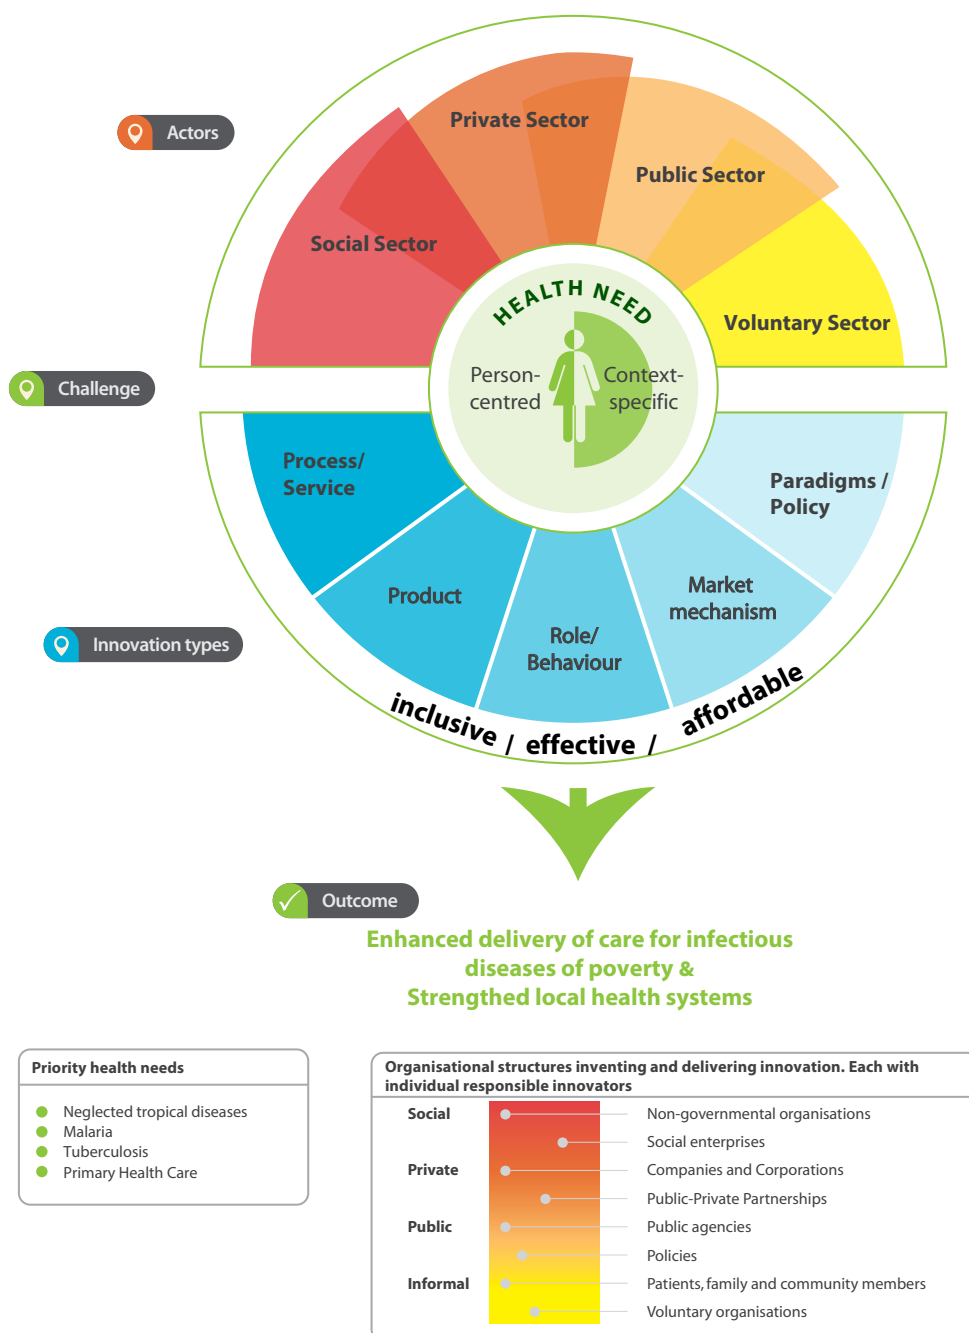 Actors
Private Sector
Public Sector
Social Sector
Voluntary Sector
HEALTH NEED
Person-
centred
Context-
specific
Challenge
Process/
Service
Paradigms /
Policy
Product
Market
mechanism
Role/
Behaviour
Innovation types
inclusive / effective / affordable
Outcome
Enhanced delivery of care for infectious
diseases of poverty &
Strengthed local health systems
Priority health needs
Neglected tropical diseases
Malaria
Tuberculosis
Primary Health Care
Organisational structures inventing and delivering innovation. Each with
individual responsible innovators
Social
Non-governmental organisations
Social enterprises
Private
Companies and Corporations
Public-Private Partnerships
Public
Public agencies
Policies
Informal
Patients, family and community members
Voluntary organisations